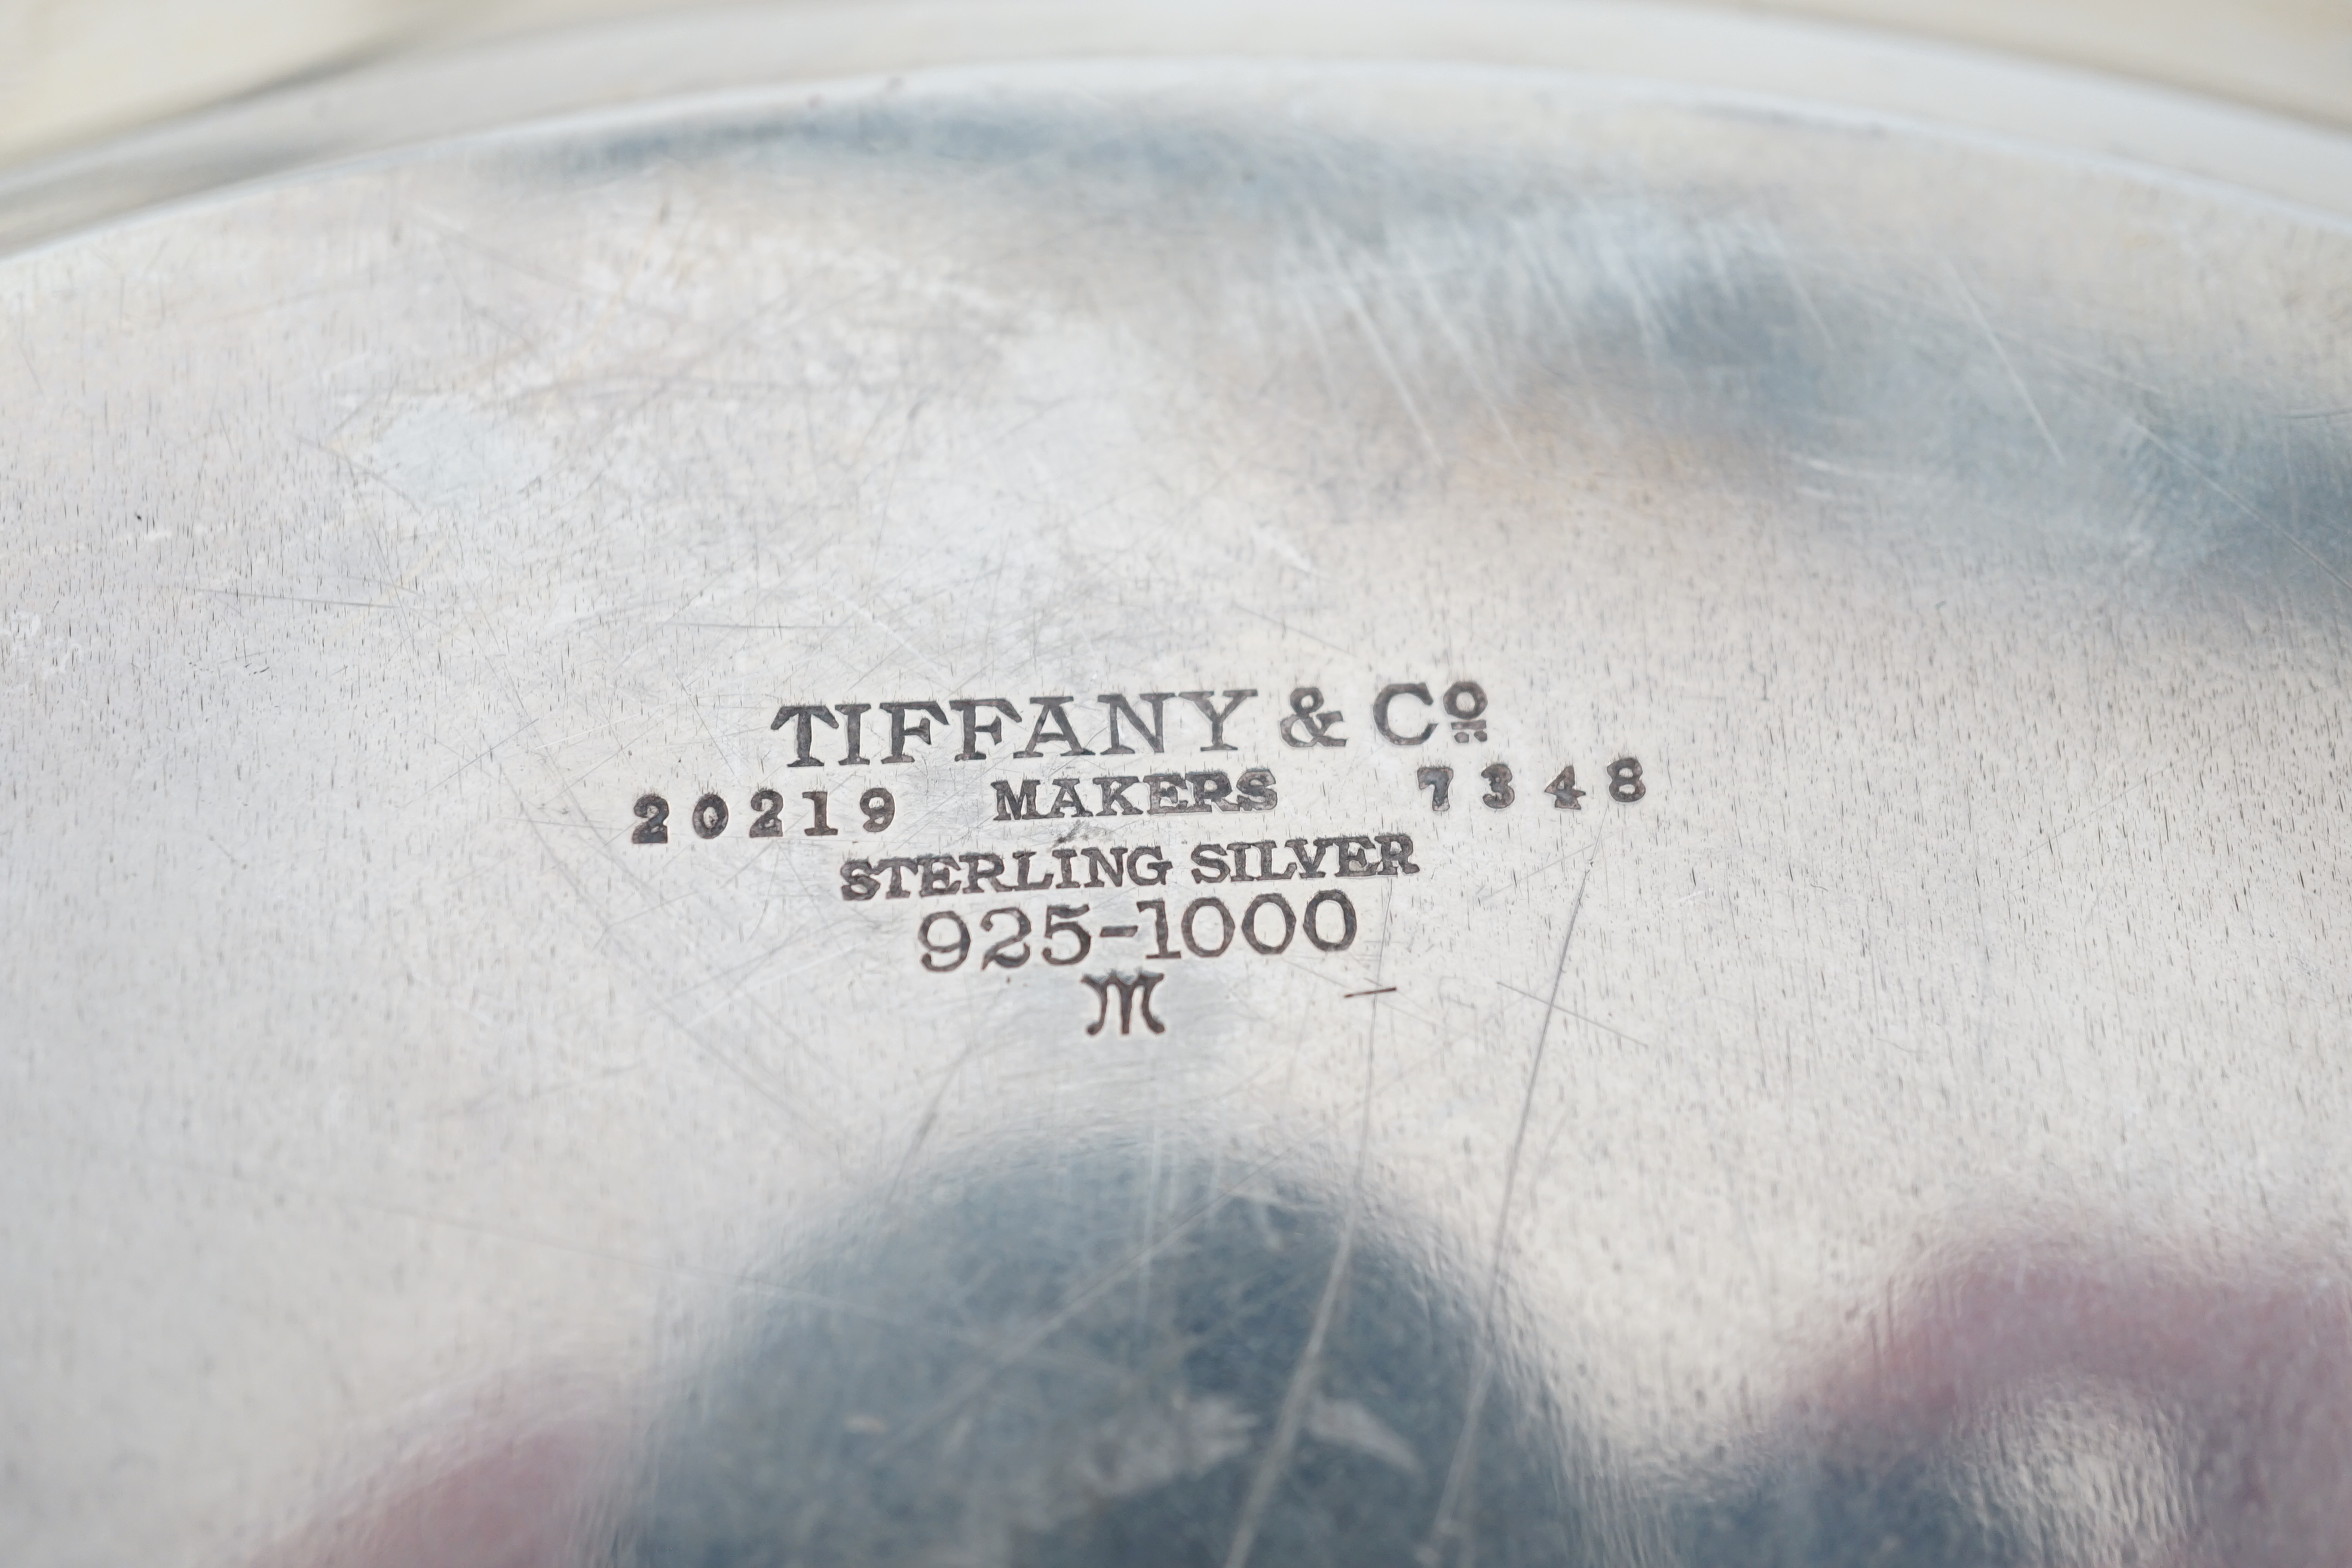 TIFFANY & Cº
20219 MAKERS 7348
STERLING SILVER
925-1000
M